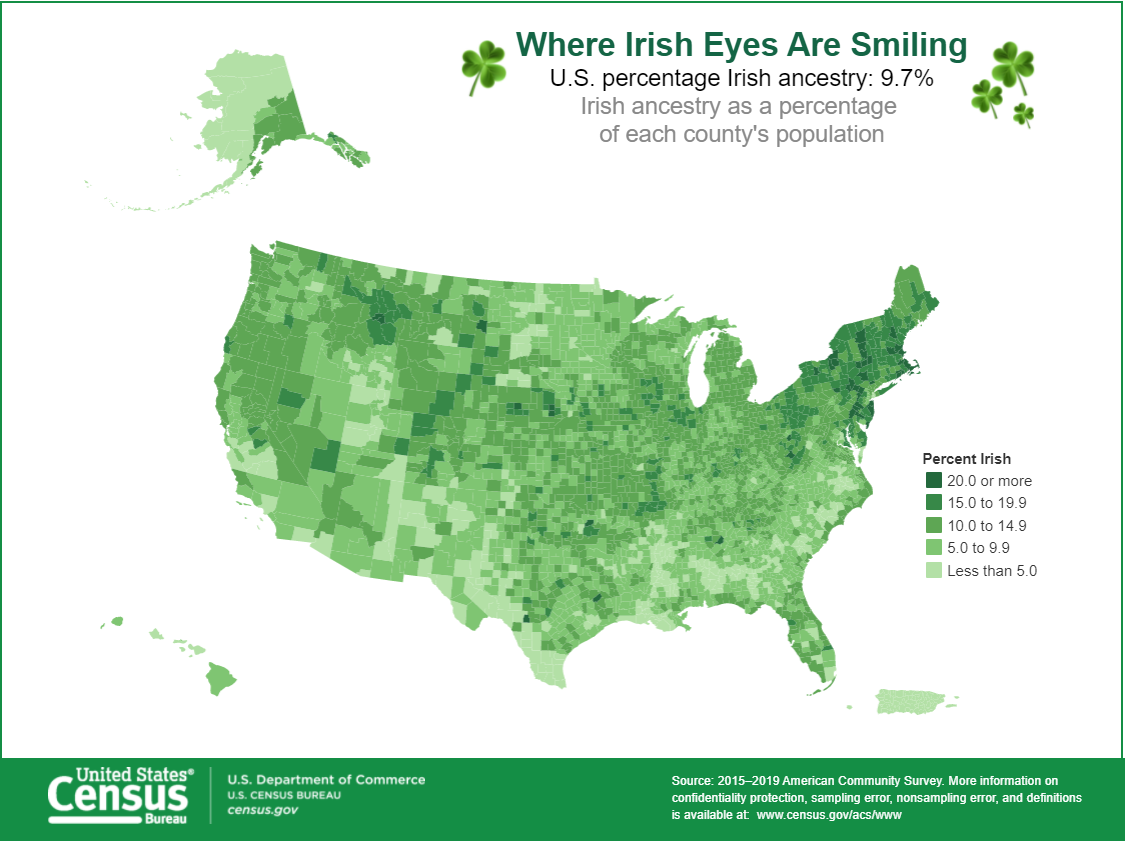 Where Irish Eyes Are Smiling
U.S. percentage Irish ancestry: 9.7%
Irish ancestry as a percentage
of each county's population
Percent Irish
20.0 or more
15.0 to 19.9
10.0 to 14.9
5.0 to 9.9
Less than 5.0
United States®
Census
Bureau
U.S. Department of Commerce
U.S. CENSUS BUREAU
census.gov
Source: 2015–2019 American Community Survey. More information on
confidentiality protection, sampling error, nonsampling error, and definitions
is available at: www.census.gov/acs/www